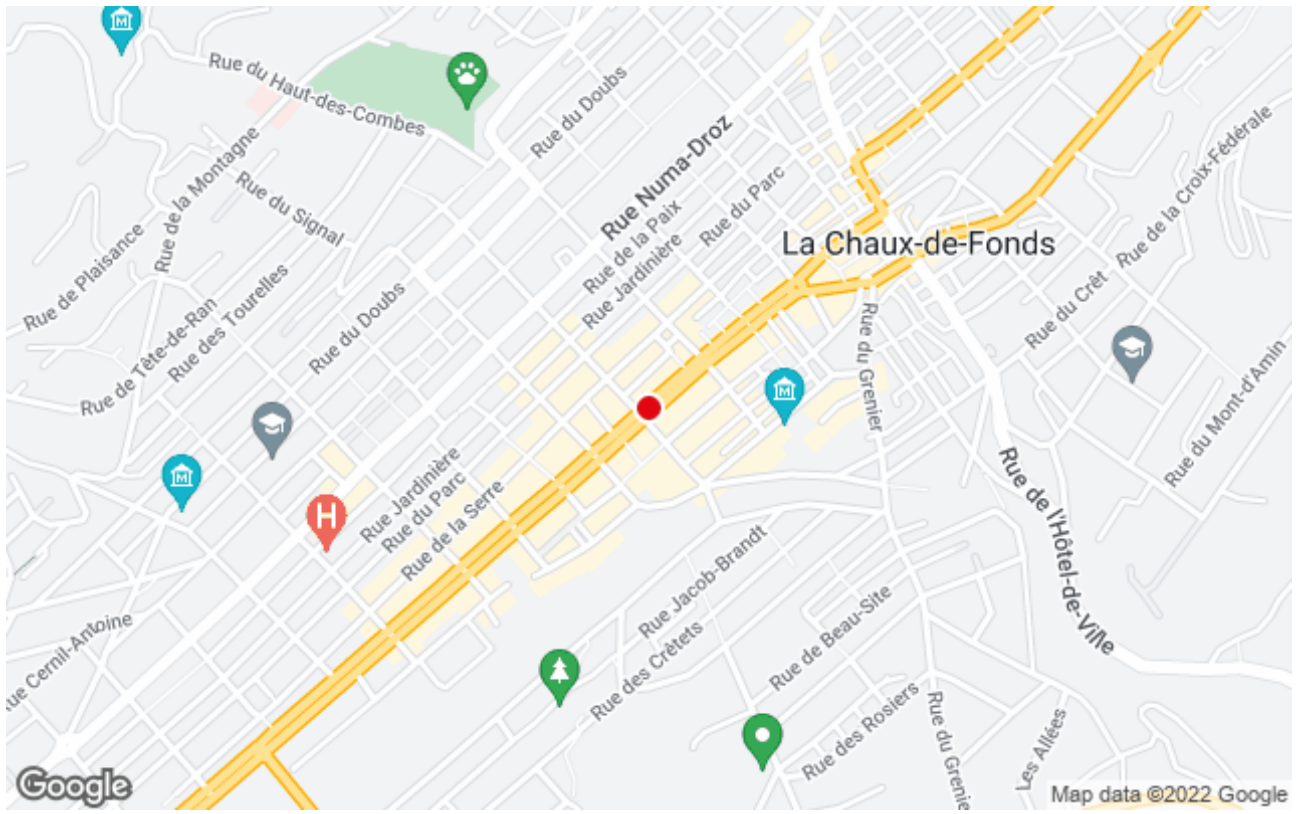 M
Rue du Haut-des-Combes
Rue du Doubs
Rue Numa-Droz
Rue de la Montagne
Rue du Parc
Rue de la Croix-Fédérale
Rue du Signal
Rue de la Paix
Rue Jardinière
La Chaux-de-Fonds
Rue de Plaisance
Rue des Tourelles
Rue du Doubs
Rue de Tête-de-Ran
Rue du Crêt
Rue du Grenier
M
Rue du Mont-d'Amin
M
H
Rue Jardinière
Rue du Parc
Rue de la Serre
Rue de l'Hôtel-de-Ville
Rue Jacob-Brandt
Rue de Beau-Site
Rue Cernil-Antoine
Rue des Crêtets
Rue des Rosiers
Rue du Grenier
Les Allées
Google
Map data ©2022 Google